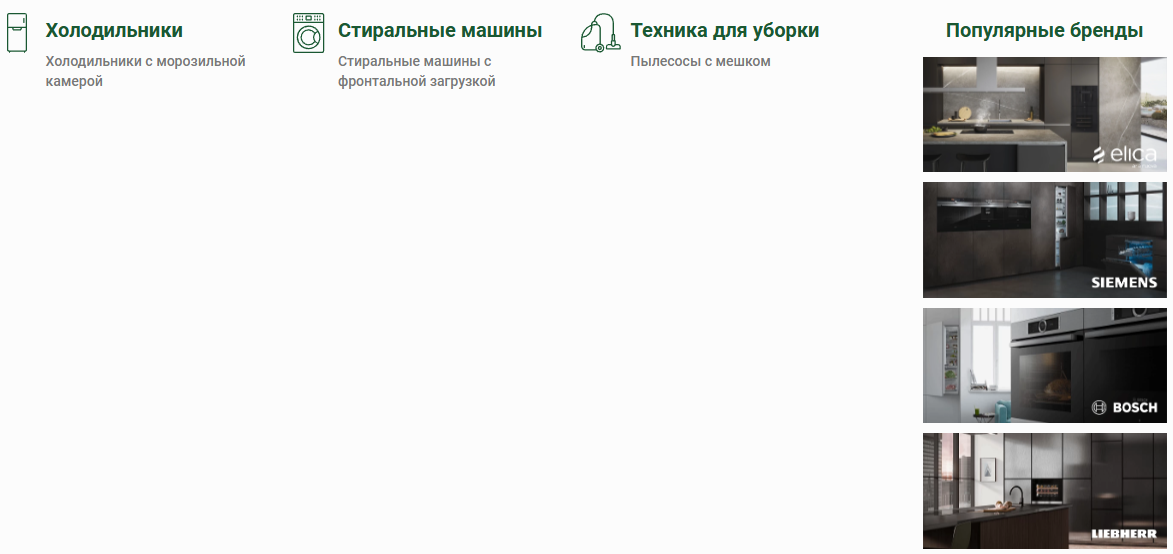 Холодильники
Холодильники с морозильной
камерой
Стиральные машины
Стиральные машины с
фронтальной загрузкой
Техника для уборки
Пылесосы с мешком
Популярные бренды
elica
SIEMENS
BOSCH
LIEBHERR